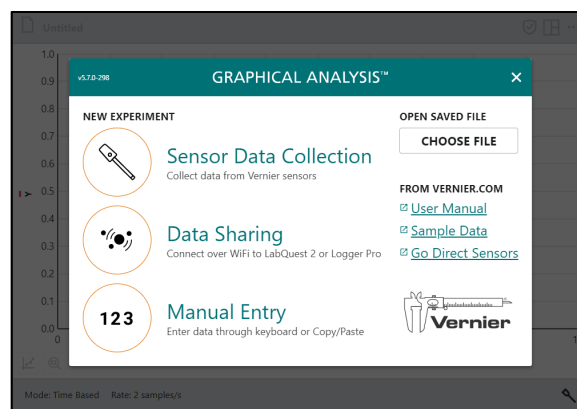 Untitled
v5.7.0-298
GRAPHICAL ANALYSIS™
NEW EXPERIMENT
Sensor Data Collection
Collect data from Vernier sensors
Data Sharing
Connect over WiFi to LabQuest 2 or Logger Pro
123
Manual Entry
Enter data through keyboard or Copy/Paste
OPEN SAVED FILE
CHOOSE FILE
FROM VERNIER.COM
User Manual
Sample Data
Go Direct Sensors
Vernier
1.0
0.9
0.8
0.7
0.6
0.5
0.4
0.3
0.2
0.1
0.0
Y
0
1
Mode: Time Based Rate: 2 samples/s